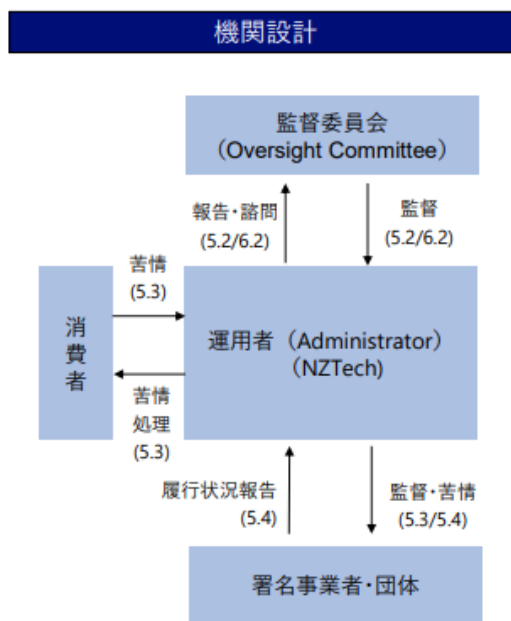 機関設計
監督委員会
（Oversight Committee）
報告・諮問
(5.2/6.2)
監督
(5.2/6.2)
苦情
(5.3)
消
費
者
運用者（Administrator）
（NZTech)
苦情
処理
(5.3)
履行状況報告
(5.4)
監督・苦情
(5.3/5.4)
署名事業者・団体